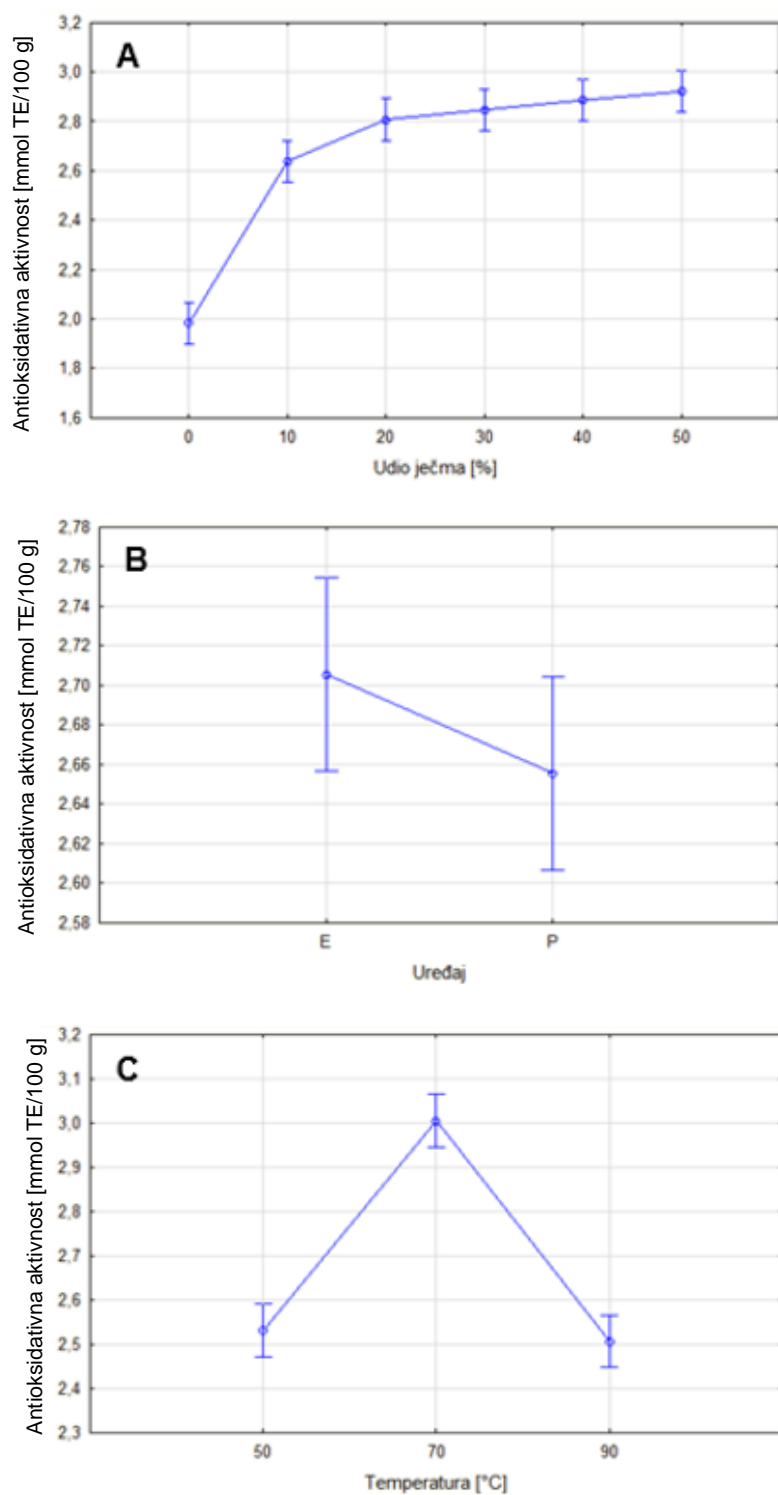 Antioksidativna aktivnost [mmol TE/100 g]
A
3,2
3,0
2,8
2,6
2,4
2,2
2,0
1,8
1,6
0 10 20 30 40 50
Udio ječma [%]
Antioksidativna aktivnost [mmol TE/100 g]
B
2,78
2,76
2,74
2,72
2,70
2,68
2,66
2,64
2,62
2,60
2,58
E P
Uređaj
Antioksidativna aktivnost [mmol TE/100 g]
C
3,2
3,1
3,0
2,9
2,8
2,7
2,6
2,5
2,4
2,3
50 70 90
Temperatura [°C]